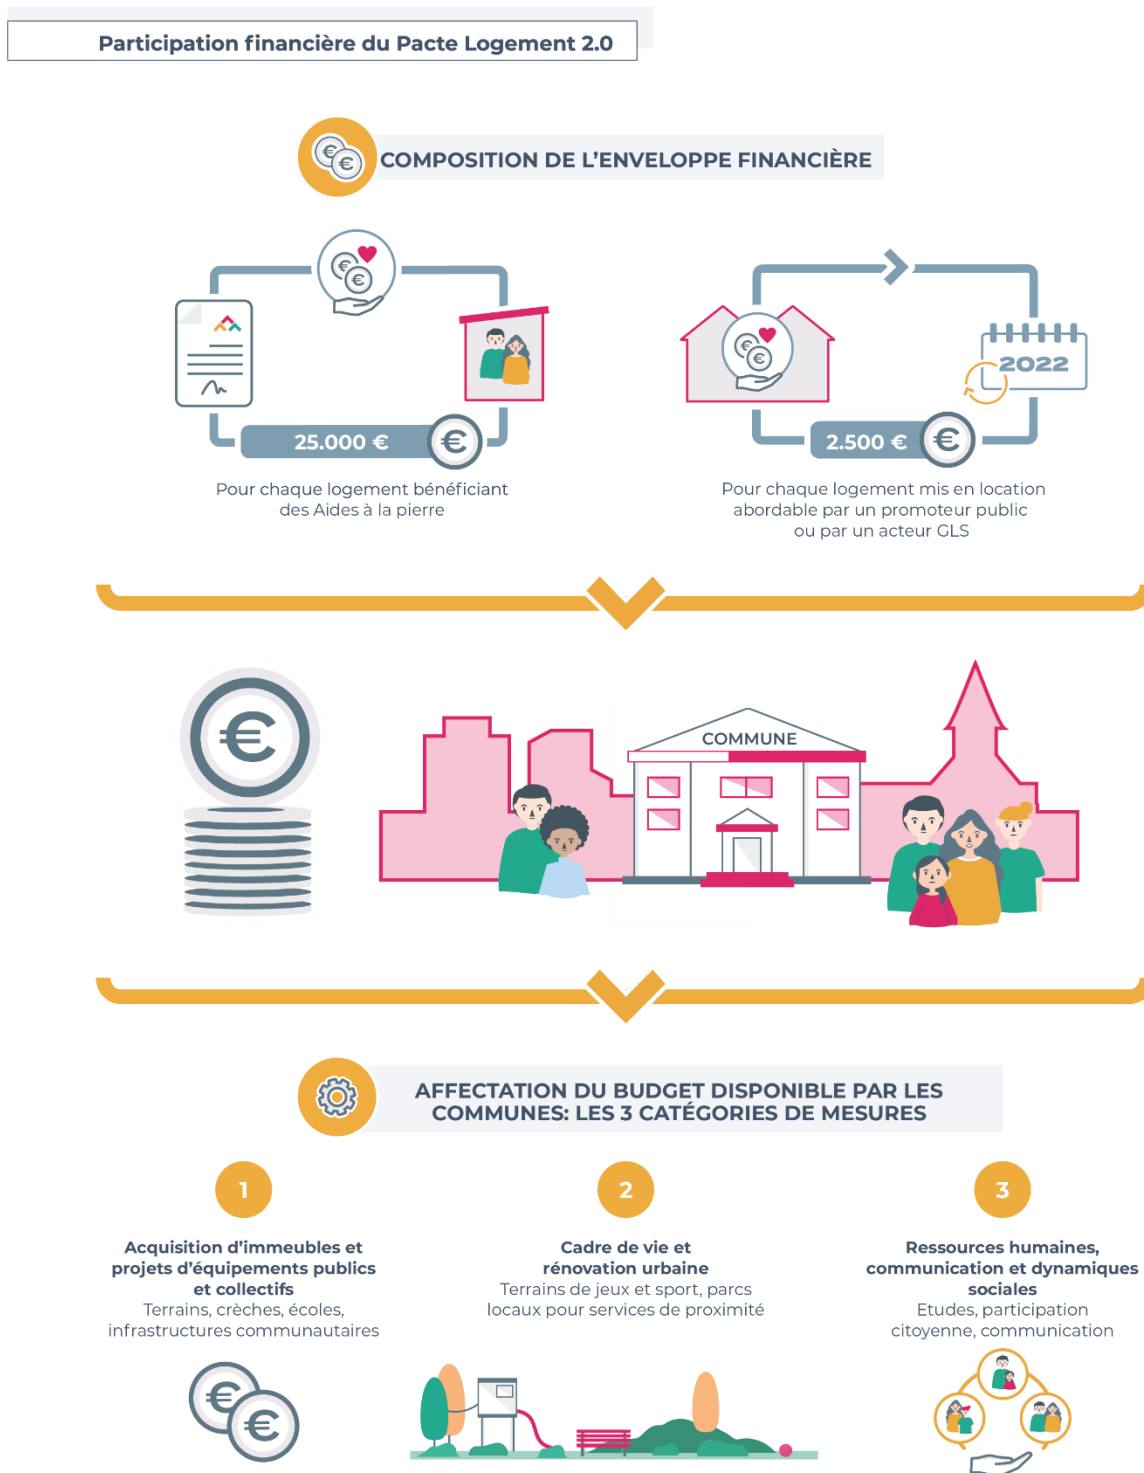 Participation financière du Pacte Logement 2.0
COMPOSITION DE L'ENVELOPPE FINANCIÈRE
25.000 €
€
Pour chaque logement bénéficiant
des Aides à la pierre
2022
2.500 €
€
Pour chaque logement mis en location
abordable par un promoteur public
ou par un acteur GLS
€
COMMUNE
AFFECTATION DU BUDGET DISPONIBLE PAR LES
COMMUNES: LES 3 CATÉGORIES DE MESURES
1
Acquisition d'immeubles et
projets d'équipements publics
et collectifs
Terrains, crèches, écoles,
infrastructures communautaires
€
€
2
Cadre de vie et
rénovation urbaine
Terrains de jeux et sport, parcs
locaux pour services de proximité
3
Ressources humaines,
communication et dynamiques
sociales
Etudes, participation
citoyenne, communication